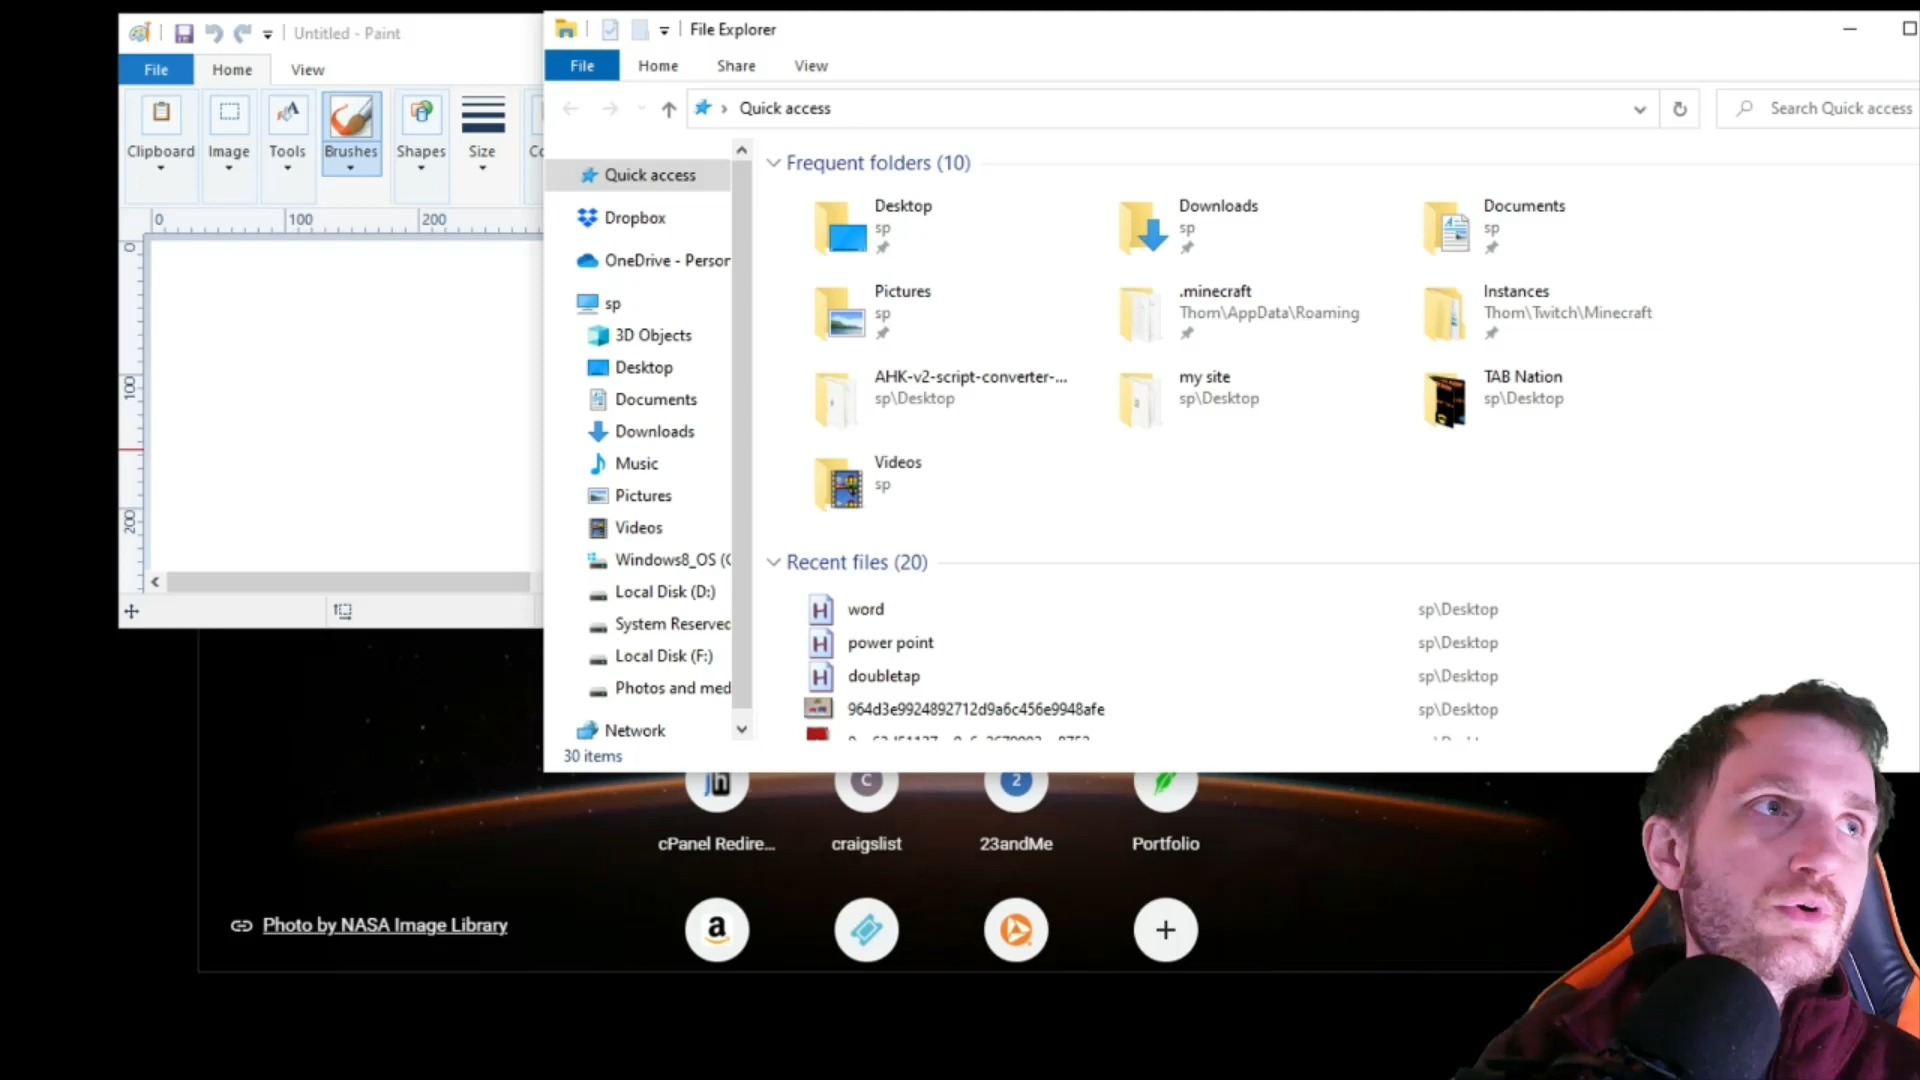 Untitled - Paint
File
Home
View
Clipboard
Image
Tools
Brushes
Shapes
Size
0
100
200
0
100
200
File Explorer
File
Home
Share
View
Quick access
Search Quick access
Quick access
Dropbox
OneDrive - Person
sp
3D Objects
Desktop
Documents
Downloads
Music
Pictures
Videos
Windows8_OS (C
Local Disk (D:)
System Reserved
Local Disk (F:)
Photos and med
Network
30 items
Frequent folders (10)
Desktop
sp
Downloads
sp
Documents
sp
Pictures
sp
.minecraft
Thom\AppData\Roaming
Instances
Thom\Twitch\Minecraft
AHK-v2-script-converter-...
sp\Desktop
my site
sp\Desktop
TAB Nation
sp\Desktop
Videos
sp
Recent files (20)
word sp\Desktop
power point sp\Desktop
doubletap sp\Desktop
964d3e9924892712d9a6c456e9948afe sp\Desktop
jh
C
2
cPanel Redire...
craigslist
23andMe
Portfolio
a
Photo by NASA Image Library